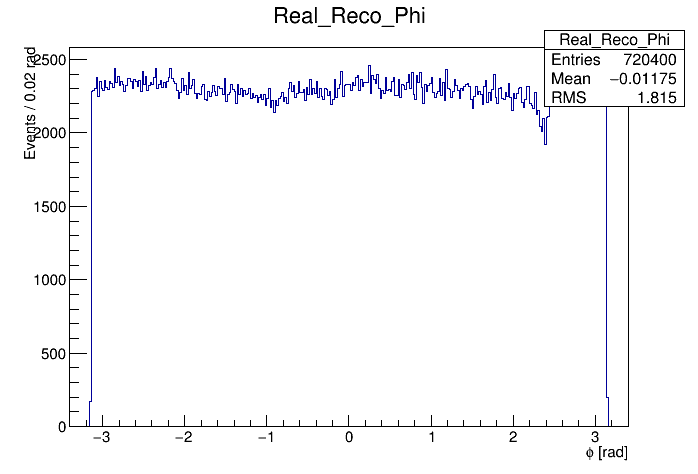 Real_Reco_Phi
Real_Reco_Phi
Entries 720400
Mean −0.01175
RMS 1.815
Events / 0.02 rad
2500
2000
1500
1000
500
0
−3 −2 −1 0 1 2 3
ϕ [rad]